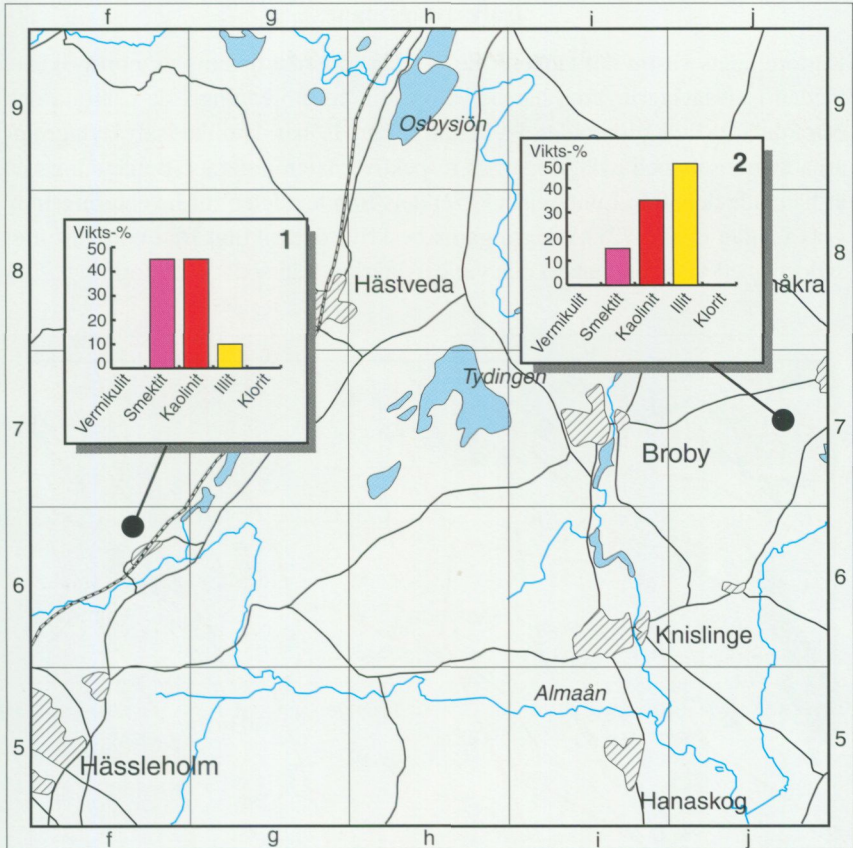 f g h i j
9 9
Osbysjön
Vikts-% 2
50
40
30
20
10
0
Vermikulit Smektit Kaolinit Illit Klorit
Vikts-% 1
50
40
30
20
10
0
Vermikulit Smektit Kaolinit Illit Klorit
8 8
Hästveda
åkra
Tydingen
7 7
Broby
6 6
Knislinge
Almaån
5 5
Hässleholm
Hanaskog
f g h i j